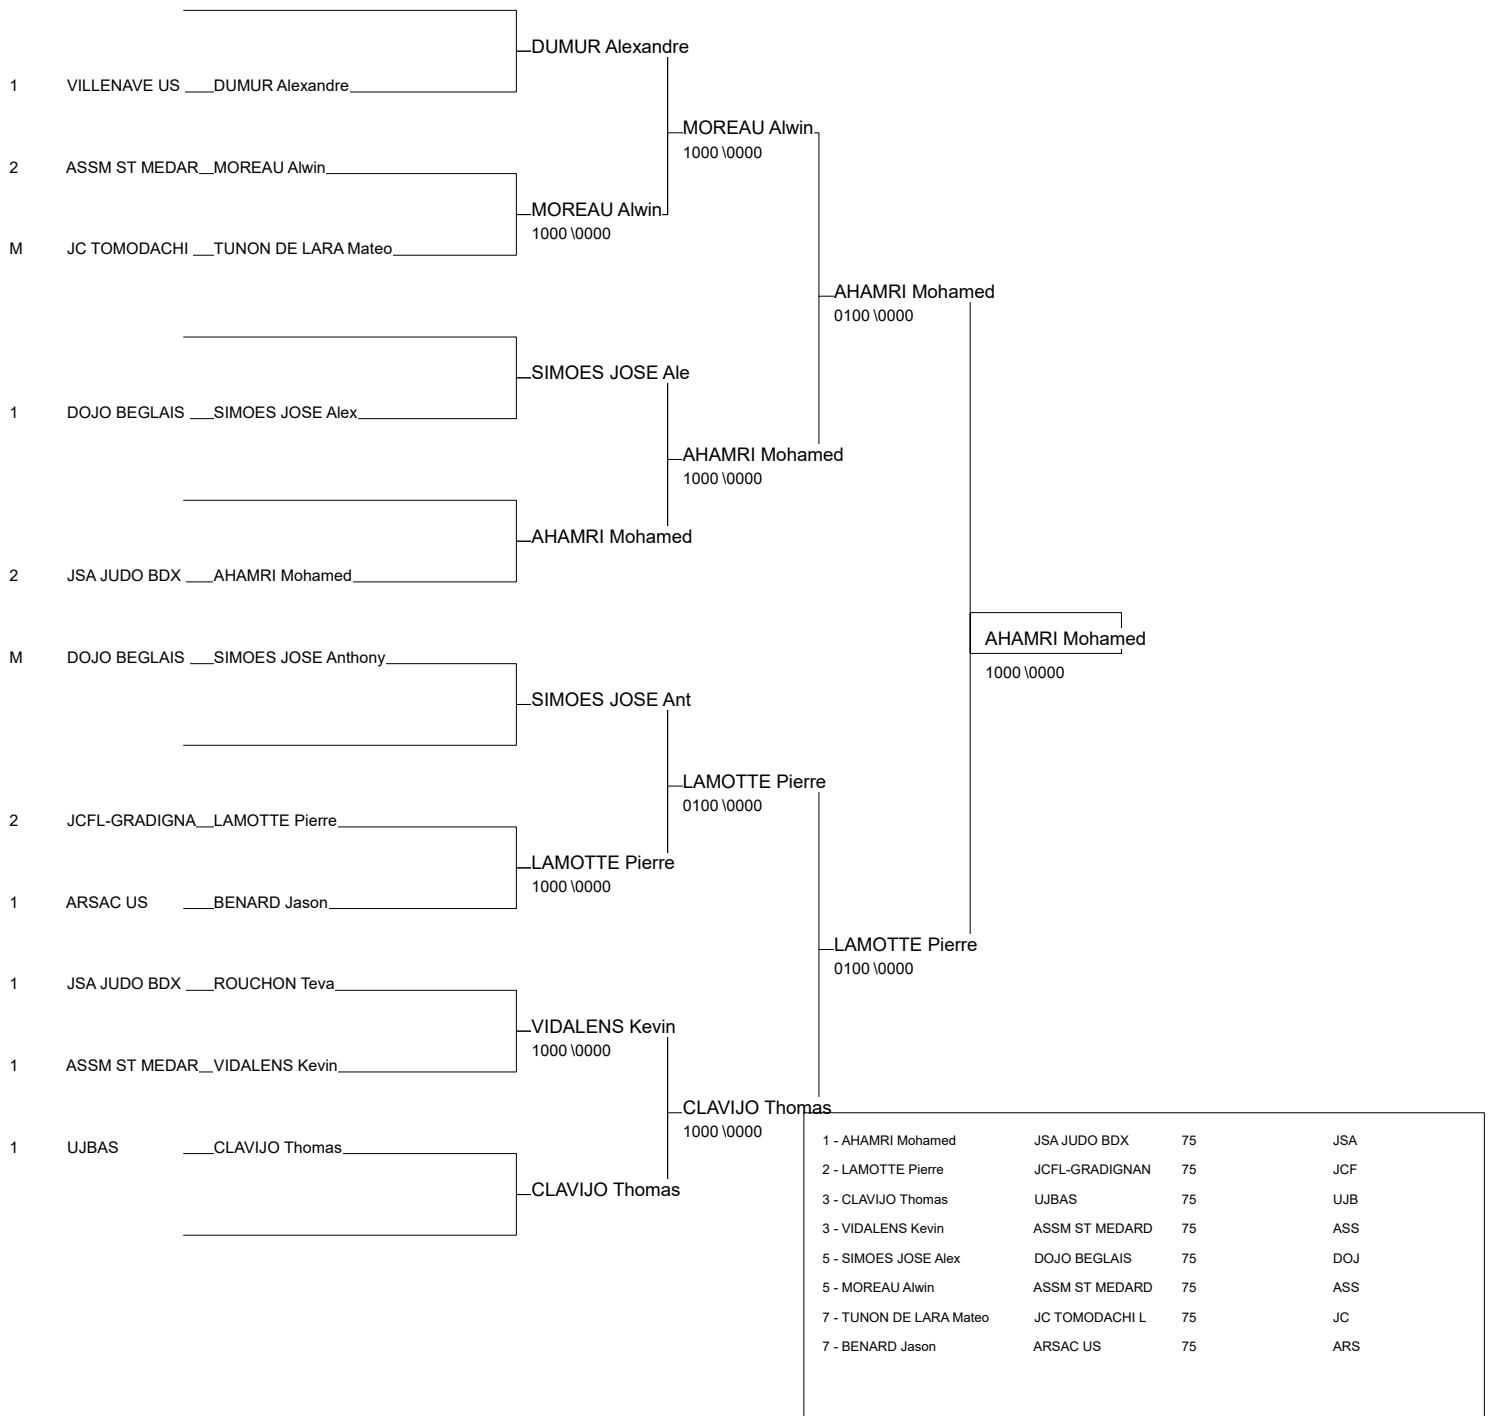 DUMUR Alexandre
1 VILLENAVE US DUMUR Alexandre
MOREAU Alwin
1000 \0000
2 ASSM ST MEDAR MOREAU Alwin
MOREAU Alwin
1000 \0000
M JC TOMODACHI TUNON DE LARA Mateo
AHAMRI Mohamed
0100 \0000
SIMOES JOSE Ale
1 DOJO BEGLAIS SIMOES JOSE Alex
AHAMRI Mohamed
1000 \0000
AHAMRI Mohamed
2 JSA JUDO BDX AHAMRI Mohamed
AHAMRI Mohamed
1000 \0000
M DOJO BEGLAIS SIMOES JOSE Anthony
SIMOES JOSE Ant
LAMOTTE Pierre
0100 \0000
2 JCFL-GRADIGNA LAMOTTE Pierre
LAMOTTE Pierre
1000 \0000
1 ARSAC US BENARD Jason
LAMOTTE Pierre
0100 \0000
1 JSA JUDO BDX ROUCHON Teva
VIDALENS Kevin
1000 \0000
1 ASSM ST MEDAR VIDALENS Kevin
CLAVIJO Thomas
1000 \0000
1 UJBAS CLAVIJO Thomas
CLAVIJO Thomas
1 - AHAMRI Mohamed JSA JUDO BDX 75 JSA
2 - LAMOTTE Pierre JCFL-GRADIGNAN 75 JCF
3 - CLAVIJO Thomas UJBAS 75 UJB
3 - VIDALENS Kevin ASSM ST MEDARD 75 ASS
5 - SIMOES JOSE Alex DOJO BEGLAIS 75 DOJ
5 - MOREAU Alwin ASSM ST MEDARD 75 ASS
7 - TUNON DE LARA Mateo JC TOMODACHI L 75 JC
7 - BENARD Jason ARSAC US 75 ARS